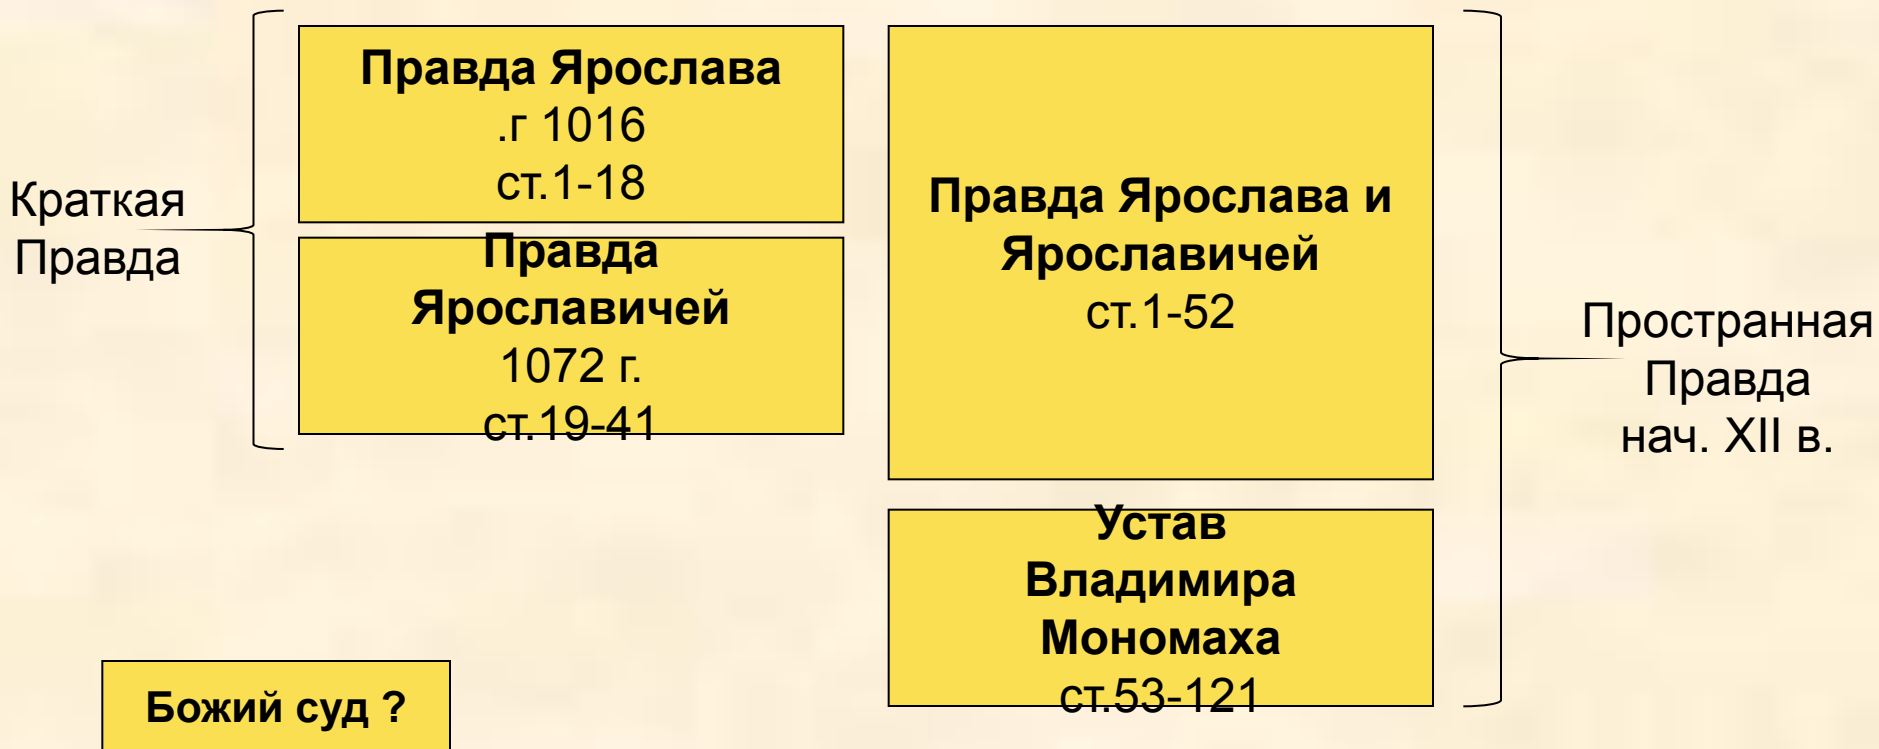 Краткая
Правда
Правда Ярослава
.г 1016
ст.1-18
Правда
Ярославичей
1072 г.
ст.19-41
Правда Ярослава и
Ярославичей
ст.1-52
Устав
Владимира
Мономаха
ст.53-121
Пространная
Правда
нач. XII в.
Божий суд ?